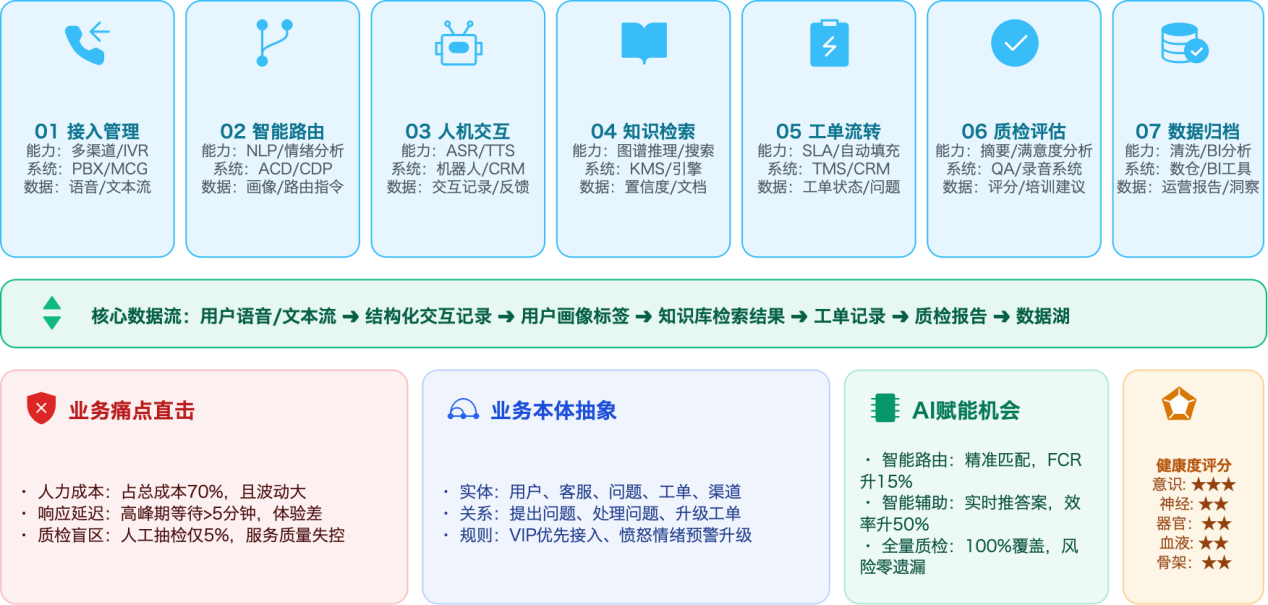 01 接入管理
能力：多渠道/IVR
系统：PBX/MCG
数据：语音/文本流
02 智能路由
能力：NLP/情绪分析
系统：ACD/CDP
数据：画像/路由指令
03 人机交互
能力：ASR/TTS
系统：机器人/CRM
数据：交互记录/反馈
04 知识检索
能力：图谱推理/搜索
系统：KMS/引擎
数据：置信度/文档
05 工单流转
能力：SLA/自动填充
系统：TMS/CRM
数据：工单状态/问题
06 质检评估
能力：摘要/满意度分析
系统：QA/录音系统
数据：评分/培训建议
07 数据归档
能力：清洗/BI分析
系统：数仓/BI工具
数据：运营报告/洞察
核心数据流：用户语音/文本流 ➔ 结构化交互记录 ➔ 用户画像标签 ➔ 知识库检索结果 ➔ 工单记录 ➔ 质检报告 ➔ 数据湖
业务痛点直击
· 人力成本：占总成本70%，且波动大
· 响应延迟：高峰期等待>5分钟，体验差
· 质检盲区：人工抽检仅5%，服务质量失控
业务本体抽象
· 实体：用户、客服、问题、工单、渠道
· 关系：提出问题、处理问题、升级工单
· 规则：VIP优先接入、愤怒情绪预警升级
AI赋能机会
· 智能路由：精准匹配，FCR
升15%
· 智能辅助：实时推答案，效
率升50%
· 全量质检：100%覆盖，风
险零遗漏
健康度评分
意识: ★★★
神经: ★★
器官：★★
血液: ★★
骨架：★★